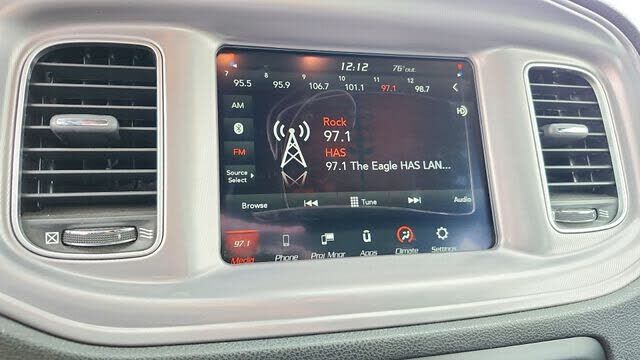 12:12 76°out.
7 8 9 10 11 12
95.5 95.9 106.7 101.1 97.1 98.7
AM
FM
Source
Select
Rock
97.1
HAS
97.1 The Eagle HAS LAN...
Browse Tune Audio
97.1
Media Phone Proj Mngr Apps Climate Settings